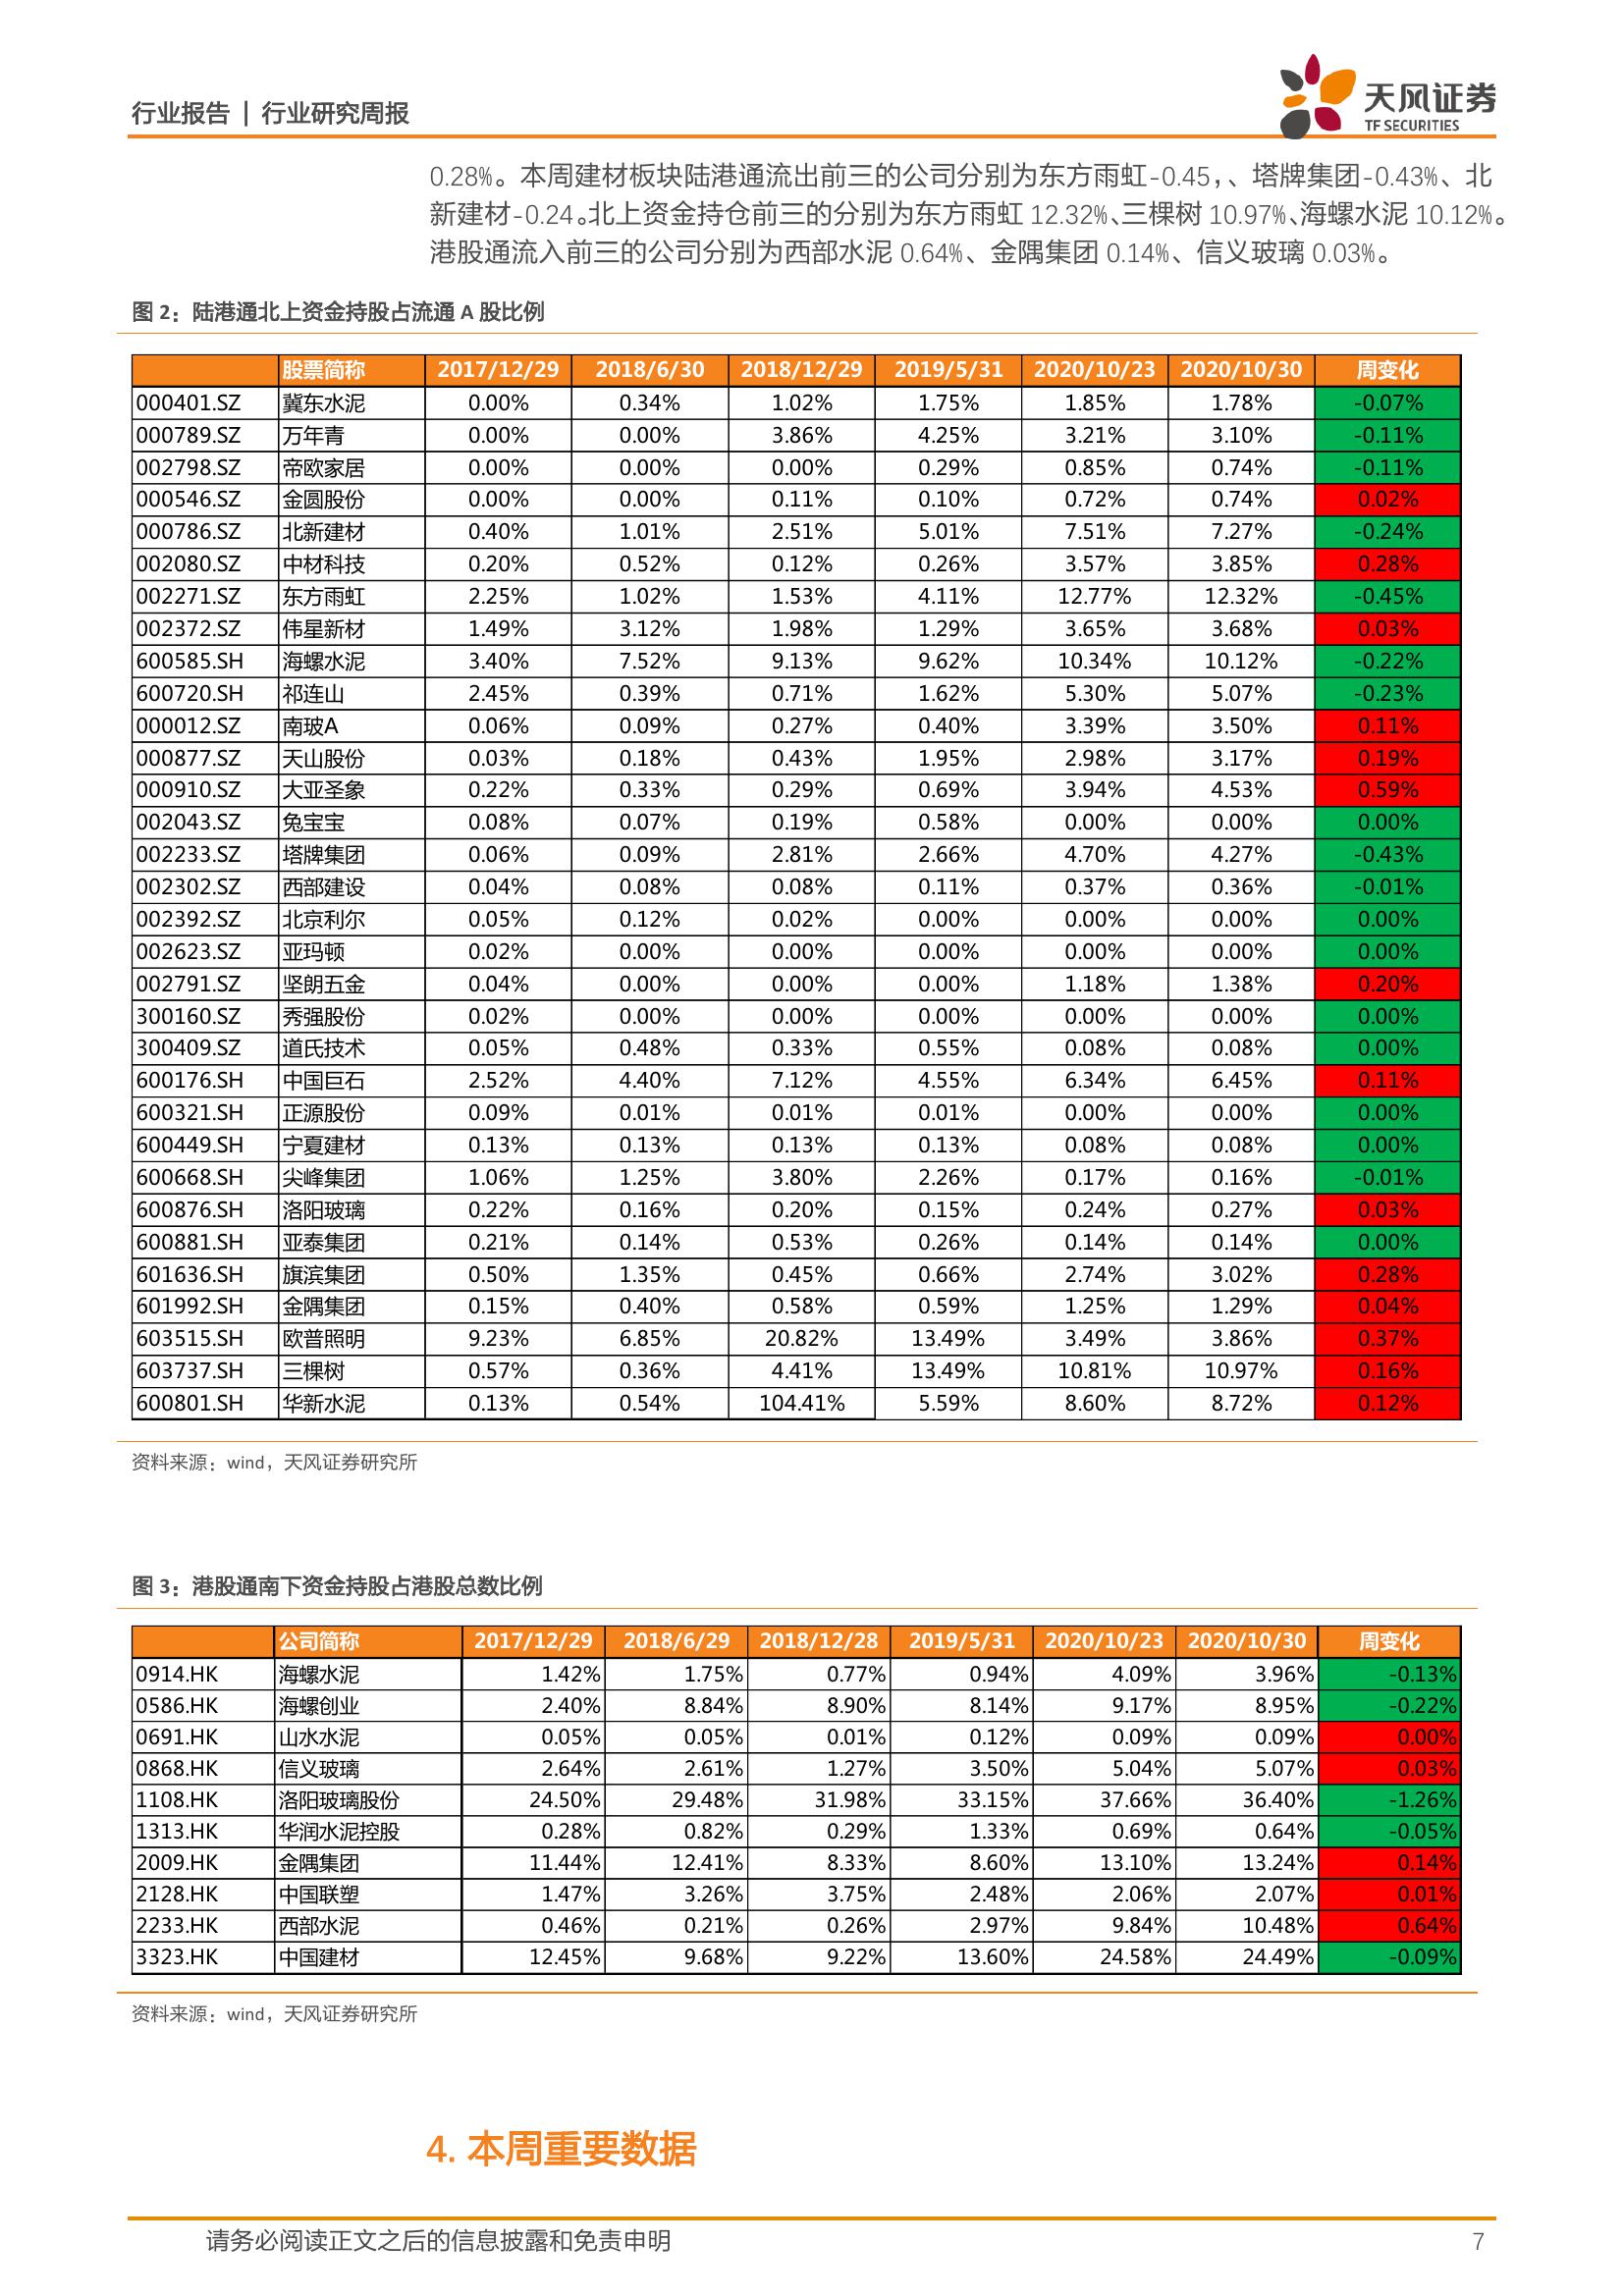 行业报告 | 行业研究周报
天风证券
TF SECURITIES
0.28%。本周建材板块陆港通流出前三的公司分别为东方雨虹-0.45，、塔牌集团-0.43%、北
新建材-0.24。北上资金持仓前三的分别为东方雨虹 12.32%、三棵树 10.97%、海螺水泥 10.12%。
港股通流入前三的公司分别为西部水泥 0.64%、金隅集团 0.14%、信义玻璃 0.03%。
图 2：陆港通北上资金持股占流通 A 股比例
股票简称 2017/12/29 2018/6/30 2018/12/29 2019/5/31 2020/10/23 2020/10/30 周变化
000401.SZ 冀东水泥 0.00% 0.34% 1.02% 1.75% 1.85% 1.78% -0.07%
000789.SZ 万年青 0.00% 0.00% 3.86% 4.25% 3.21% 3.10% -0.11%
002798.SZ 帝欧家居 0.00% 0.00% 0.00% 0.29% 0.85% 0.74% -0.11%
000546.SZ 金圆股份 0.00% 0.00% 0.11% 0.10% 0.72% 0.74% 0.02%
000786.SZ 北新建材 0.40% 1.01% 2.51% 5.01% 7.51% 7.27% -0.24%
002080.SZ 中材科技 0.20% 0.52% 0.12% 0.26% 3.57% 3.85% 0.28%
002271.SZ 东方雨虹 2.25% 1.02% 1.53% 4.11% 12.77% 12.32% -0.45%
002372.SZ 伟星新材 1.49% 3.12% 1.98% 1.29% 3.65% 3.68% 0.03%
600585.SH 海螺水泥 3.40% 7.52% 9.13% 9.62% 10.34% 10.12% -0.22%
600720.SH 祁连山 2.45% 0.39% 0.71% 1.62% 5.30% 5.07% -0.23%
000012.SZ 南玻A 0.06% 0.09% 0.27% 0.40% 3.39% 3.50% 0.11%
000877.SZ 天山股份 0.03% 0.18% 0.43% 1.95% 2.98% 3.17% 0.19%
000910.SZ 大亚圣象 0.22% 0.33% 0.29% 0.69% 3.94% 4.53% 0.59%
002043.SZ 兔宝宝 0.08% 0.07% 0.19% 0.58% 0.00% 0.00% 0.00%
002233.SZ 塔牌集团 0.06% 0.09% 2.81% 2.66% 4.70% 4.27% -0.43%
002302.SZ 西部建设 0.04% 0.08% 0.08% 0.11% 0.37% 0.36% -0.01%
002392.SZ 北京利尔 0.05% 0.12% 0.02% 0.00% 0.00% 0.00% 0.00%
002623.SZ 亚玛顿 0.02% 0.00% 0.00% 0.00% 0.00% 0.00% 0.00%
002791.SZ 坚朗五金 0.04% 0.00% 0.00% 0.00% 1.18% 1.38% 0.20%
300160.SZ 秀强股份 0.02% 0.00% 0.00% 0.00% 0.00% 0.00% 0.00%
300409.SZ 道氏技术 0.05% 0.48% 0.33% 0.55% 0.08% 0.08% 0.00%
600176.SH 中国巨石 2.52% 4.40% 7.12% 4.55% 6.34% 6.45% 0.11%
600321.SH 正源股份 0.09% 0.01% 0.01% 0.01% 0.00% 0.00% 0.00%
600449.SH 宁夏建材 0.13% 0.13% 0.13% 0.13% 0.08% 0.08% 0.00%
600668.SH 尖峰集团 1.06% 1.25% 3.80% 2.26% 0.17% 0.16% -0.01%
600876.SH 洛阳玻璃 0.22% 0.16% 0.20% 0.15% 0.24% 0.27% 0.03%
600881.SH 亚泰集团 0.21% 0.14% 0.53% 0.26% 0.14% 0.14% 0.00%
601636.SH 旗滨集团 0.50% 1.35% 0.45% 0.66% 2.74% 3.02% 0.28%
601992.SH 金隅集团 0.15% 0.40% 0.58% 0.59% 1.25% 1.29% 0.04%
603515.SH 欧普照明 9.23% 6.85% 20.82% 13.49% 3.49% 3.86% 0.37%
603737.SH 三棵树 0.57% 0.36% 4.41% 13.49% 10.81% 10.97% 0.16%
600801.SH 华新水泥 0.13% 0.54% 104.41% 5.59% 8.60% 8.72% 0.12%
资料来源：wind，天风证券研究所
图 3：港股通南下资金持股占港股总数比例
公司简称 2017/12/29 2018/6/29 2018/12/28 2019/5/31 2020/10/23 2020/10/30 周变化
0914.HK 海螺水泥 1.42% 1.75% 0.77% 0.94% 4.09% 3.96% -0.13%
0586.HK 海螺创业 2.40% 8.84% 8.90% 8.14% 9.17% 8.95% -0.22%
0691.HK 山水水泥 0.05% 0.05% 0.01% 0.12% 0.09% 0.09% 0.00%
0868.HK 信义玻璃 2.64% 2.61% 1.27% 3.50% 5.04% 5.07% 0.03%
1108.HK 洛阳玻璃股份 24.50% 29.48% 31.98% 33.15% 37.66% 36.40% -1.26%
1313.HK 华润水泥控股 0.28% 0.82% 0.29% 1.33% 0.69% 0.64% -0.05%
2009.HK 金隅集团 11.44% 12.41% 8.33% 8.60% 13.10% 13.24% 0.14%
2128.HK 中国联塑 1.47% 3.26% 3.75% 2.48% 2.06% 2.07% 0.01%
2233.HK 西部水泥 0.46% 0.21% 0.26% 2.97% 9.84% 10.48% 0.64%
3323.HK 中国建材 12.45% 9.68% 9.22% 13.60% 24.58% 24.49% -0.09%
资料来源：wind，天风证券研究所
4. 本周重要数据
请务必阅读正文之后的信息披露和免责申明 7